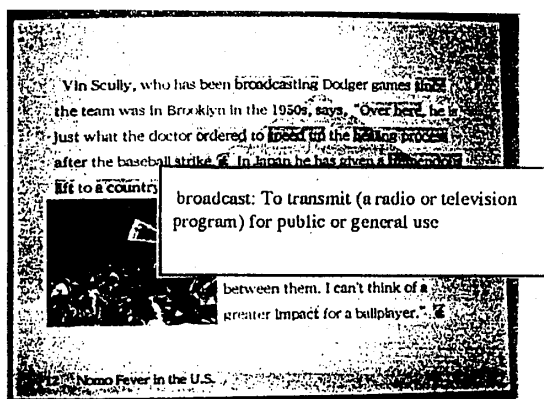 Vin Scully, who has been broadcasting Dodger games since
the team was in Brooklyn in the 1950s, says, "Over here, he is
just what the doctor ordered to speed up the healing process
after the baseball strike. In Japan he has given a tremendous
lift to a country
broadcast: To transmit (a radio or television
program) for public or general use
between them. I can't think of a
greater impact for a ballplayer."
12 Nomo Fever in the U.S.